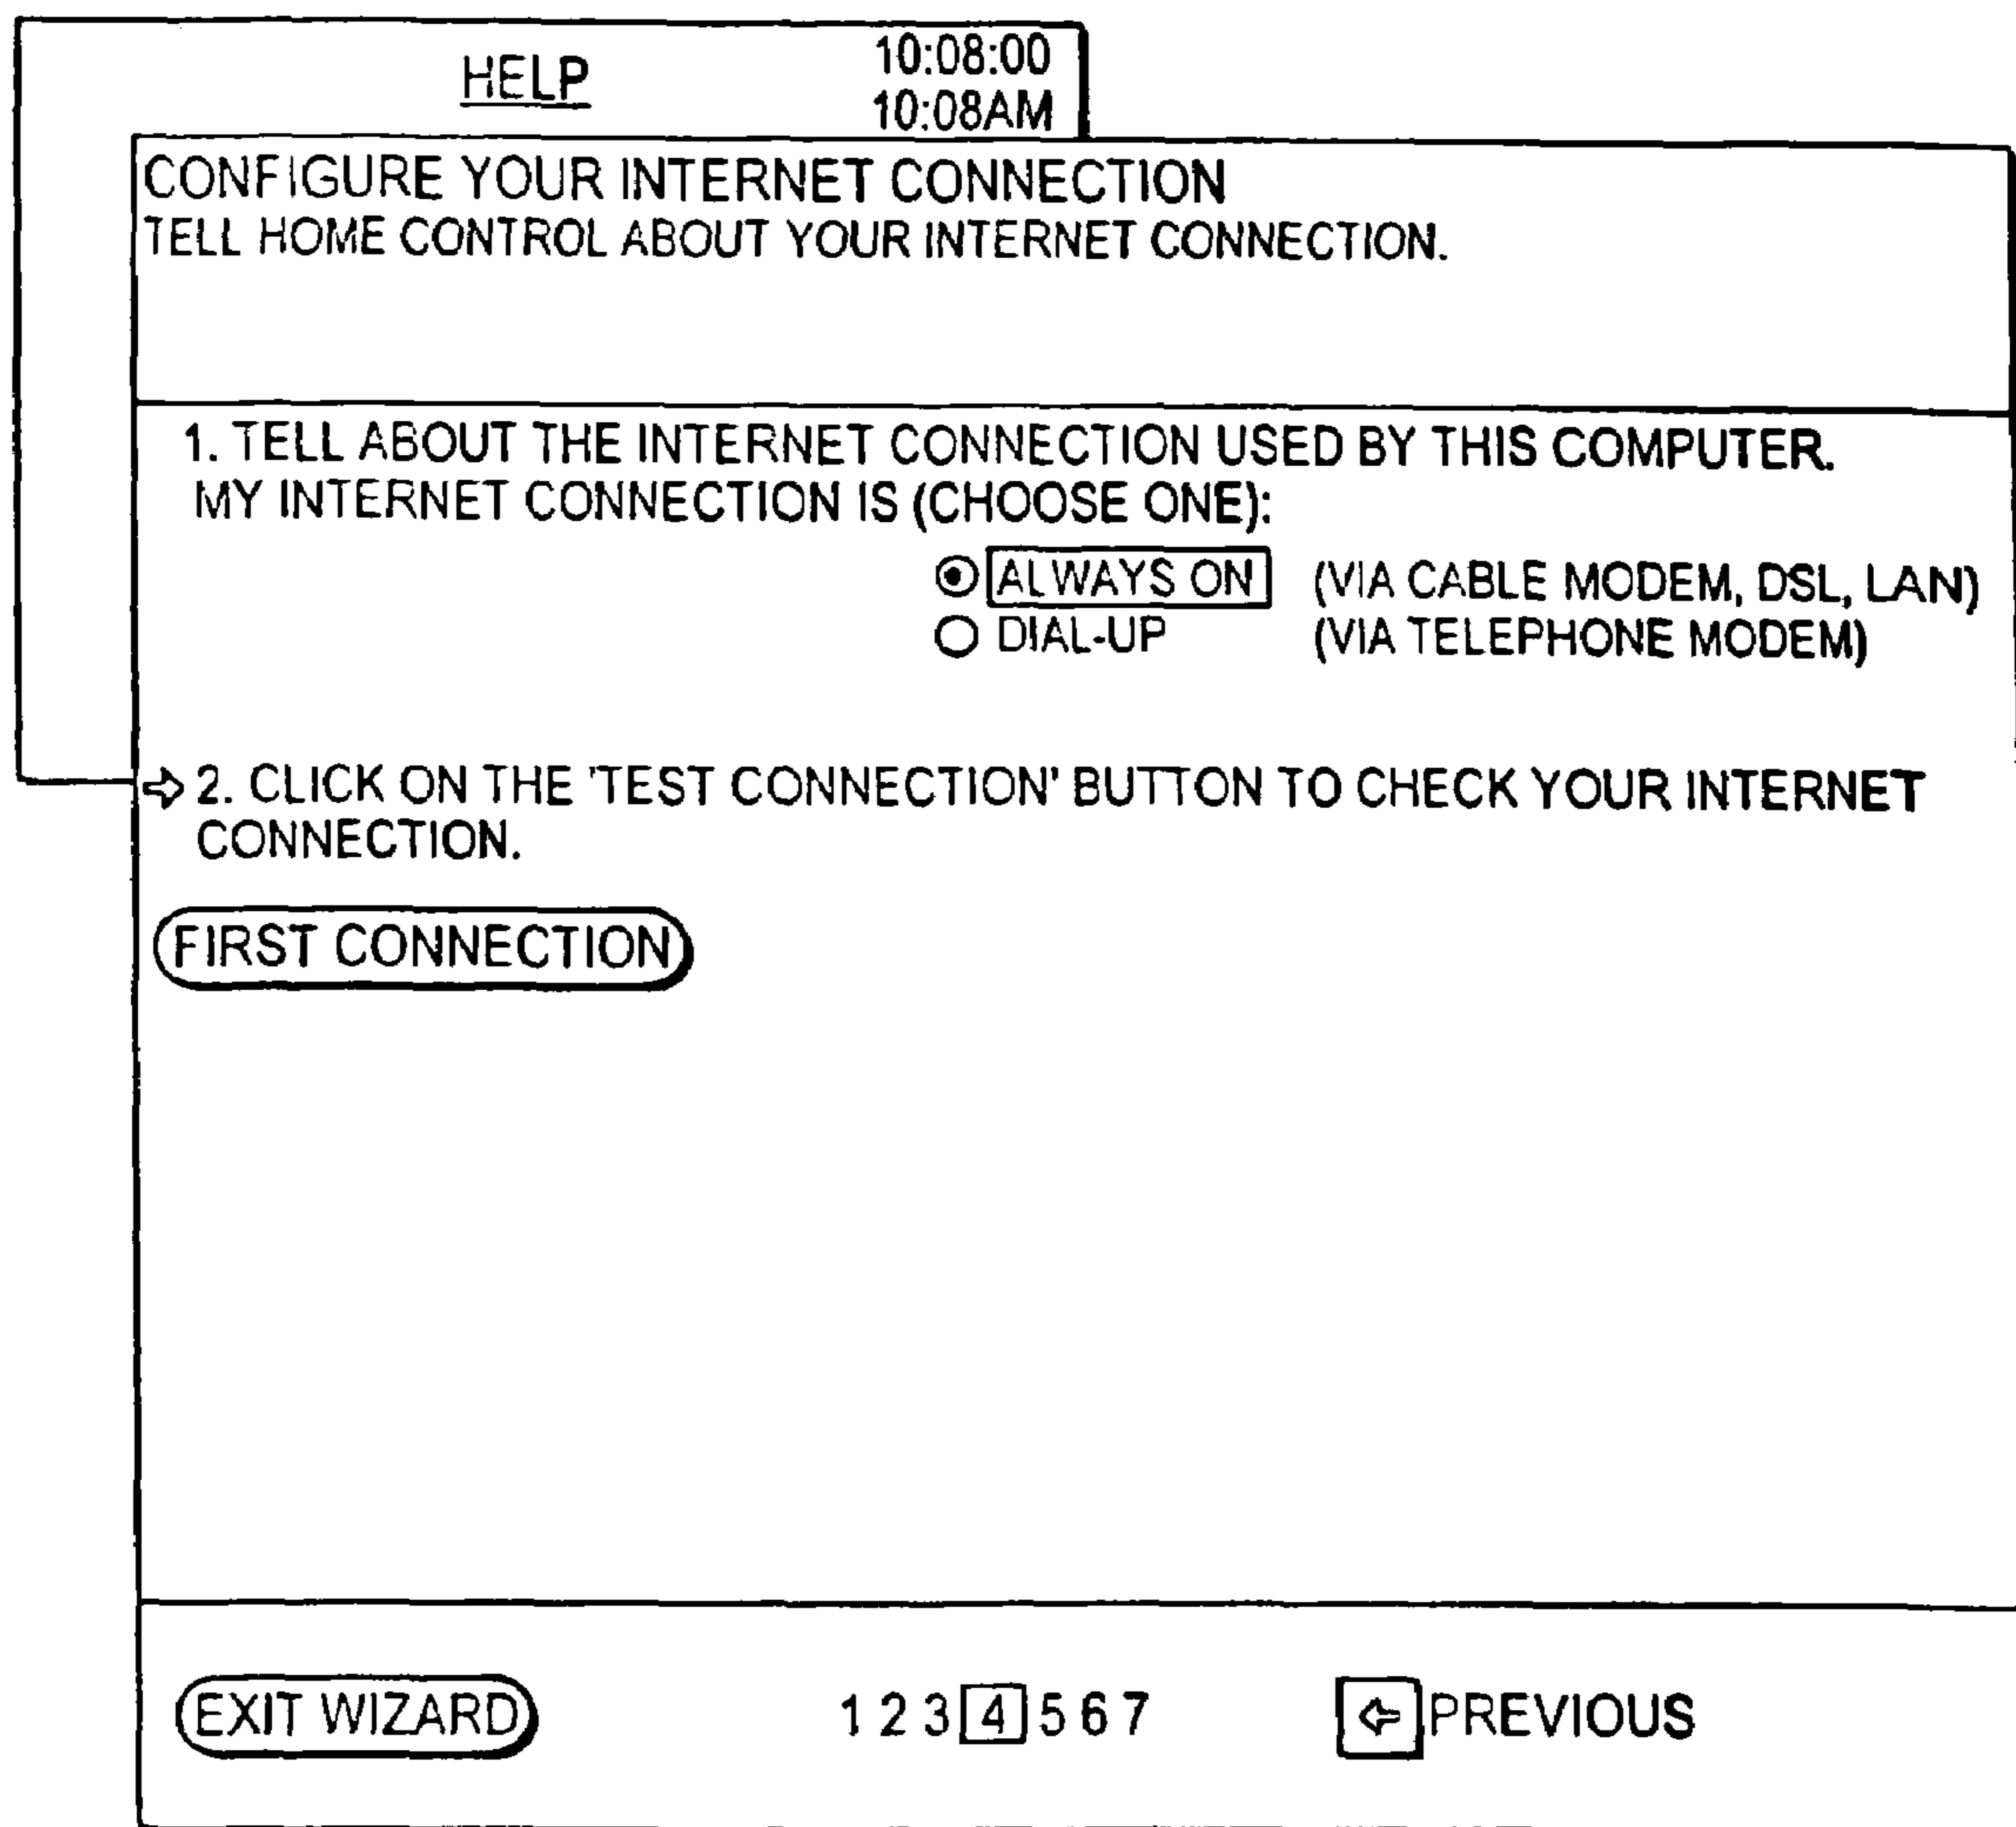 HELP
10:08:00
10:08AM
CONFIGURE YOUR INTERNET CONNECTION
TELL HOME CONTROL ABOUT YOUR INTERNET CONNECTION.
1. TELL ABOUT THE INTERNET CONNECTION USED BY THIS COMPUTER.
MY INTERNET CONNECTION IS (CHOOSE ONE):
ALWAYS ON (VIA CABLE MODEM, DSL, LAN)
DIAL-UP (VIA TELEPHONE MODEM)
2. CLICK ON THE 'TEST CONNECTION' BUTTON TO CHECK YOUR INTERNET
CONNECTION.
FIRST CONNECTION
EXIT WIZARD 1 2 3 4 5 6 7 PREVIOUS